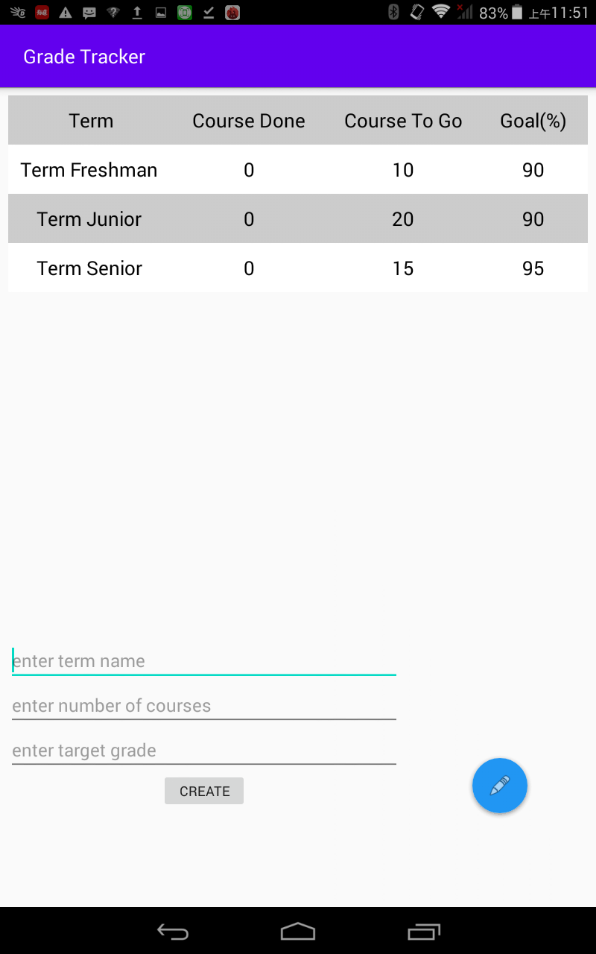 83% 上午11:51
Grade Tracker
Term Course Done Course To Go Goal(%)
Term Freshman 0 10 90
Term Junior 0 20 90
Term Senior 0 15 95
enter term name
enter number of courses
enter target grade
CREATE